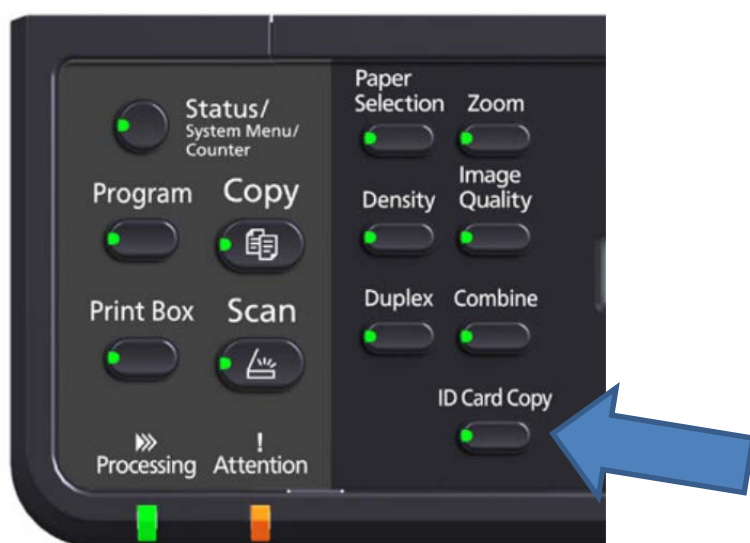 Status/
System Menu/
Counter
Program
Copy
Print Box
Scan
Processing
!
Attention
Paper
Selection
Zoom
Density
Image
Quality
Duplex
Combine
ID Card Copy